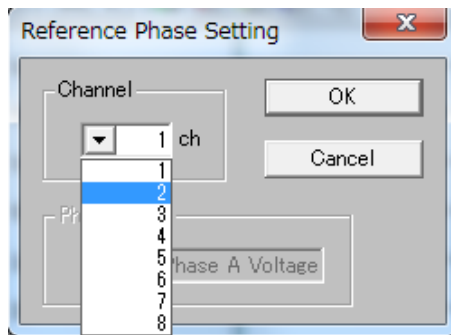 Reference Phase Setting
x
Channel
OK
1 ch
Cancel
1
2
3
4
5
6
7
8
Phase A Voltage